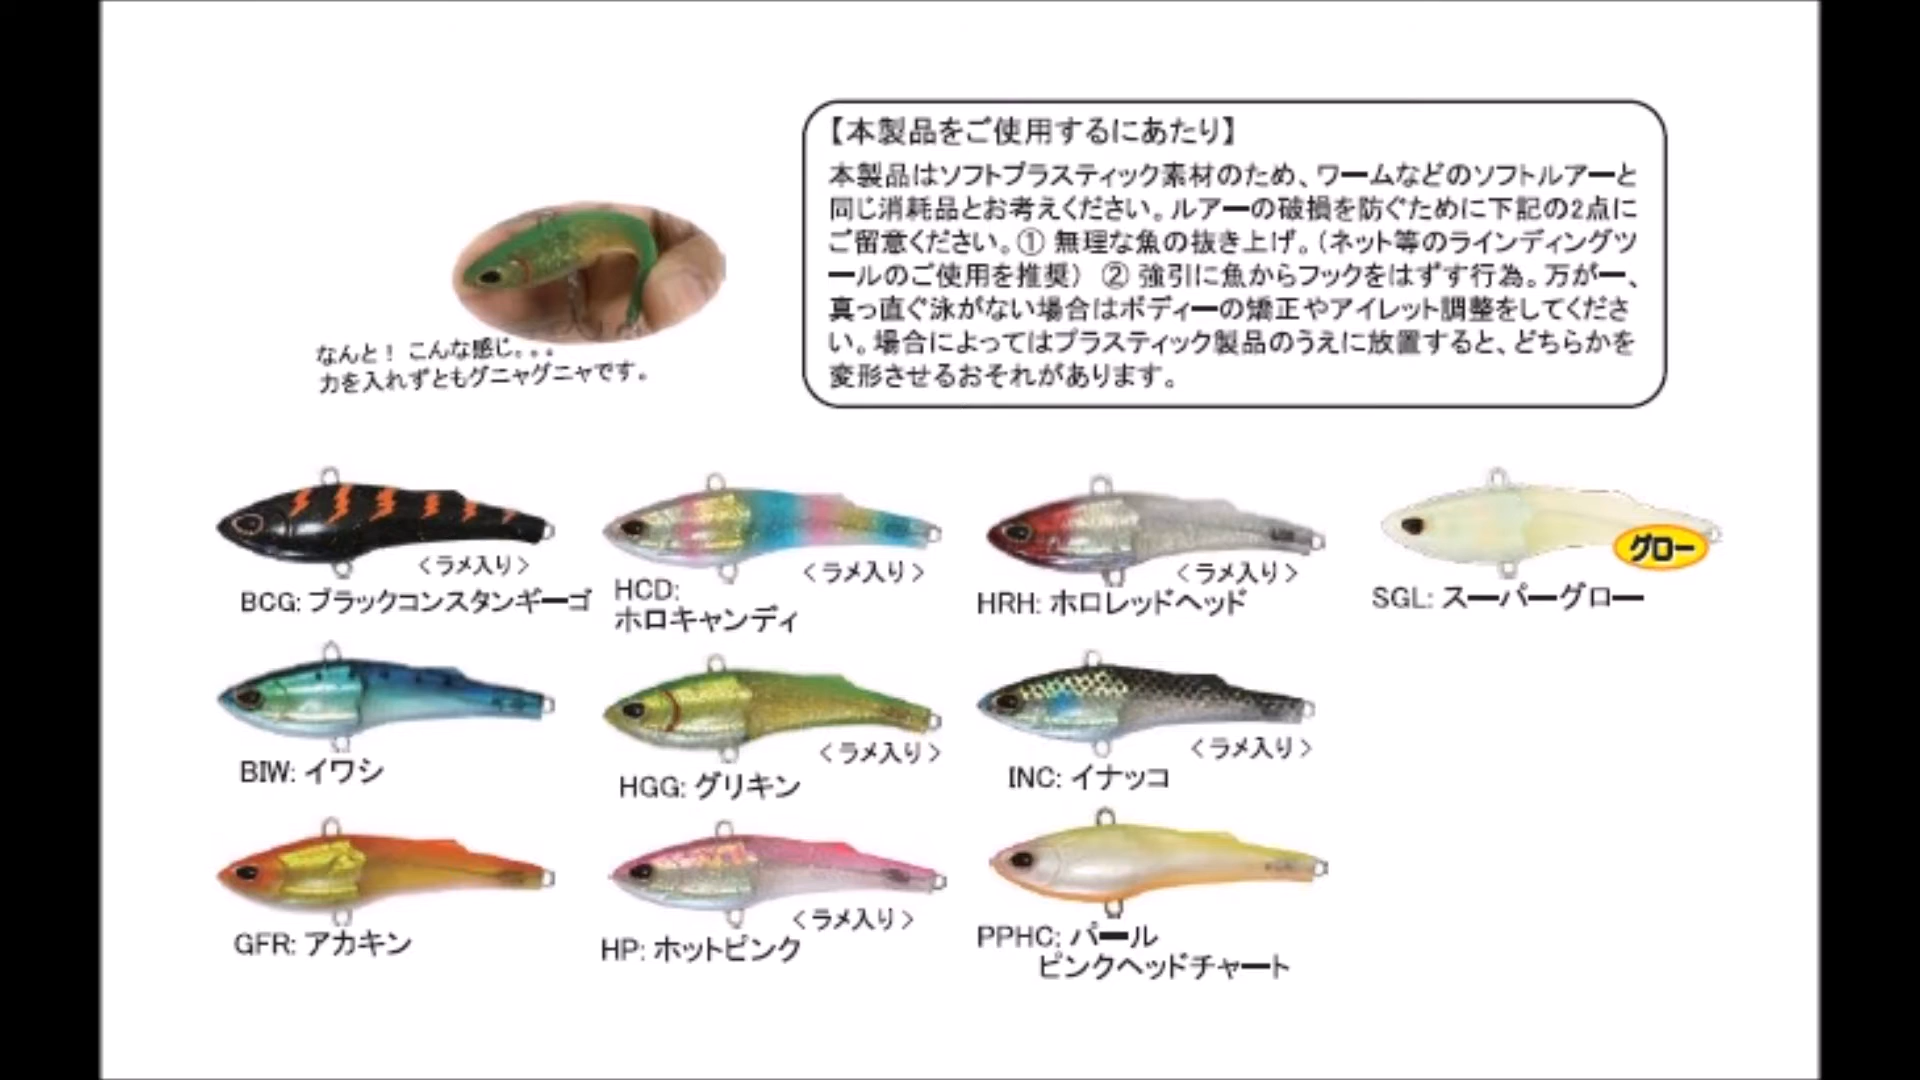 【本製品をご使用するにあたり】
本製品はソフトプラスティック素材のため、ワームなどのソフトルアーと
同じ消耗品とお考えください。ルアーの破損を防ぐために下記の2点に
ご留意ください。① 無理な魚の抜き上げ。(ネット等のラインディングツ
ールのご使用を推奨） ② 強引に魚からフックをはずす行為。万が一、
真っ直ぐ泳がない場合はボディーの矯正やアイレット調整をしてくださ
い。場合によってはプラスティック製品のうえに放置すると、どちらかを
変形させるおそれがあります。
なんと！こんな感じ。。。
力を入れずともグニャグニャです。
<ラメ入り>
BCG: ブラックコンスタンギーゴ
<ラメ入り>
HCD:
ホロキャンディ
<ラメ入り>
HRH: ホロレッドヘッド
グロー
SGL: スーパーグロー
BIW: イワシ
<ラメ入り>
HGG: グリキン
<ラメ入り>
INC: イナッコ
GFR: アカキン
<ラメ入り>
HP: ホットピンク
PPHC: パール
ピンクヘッドチャート